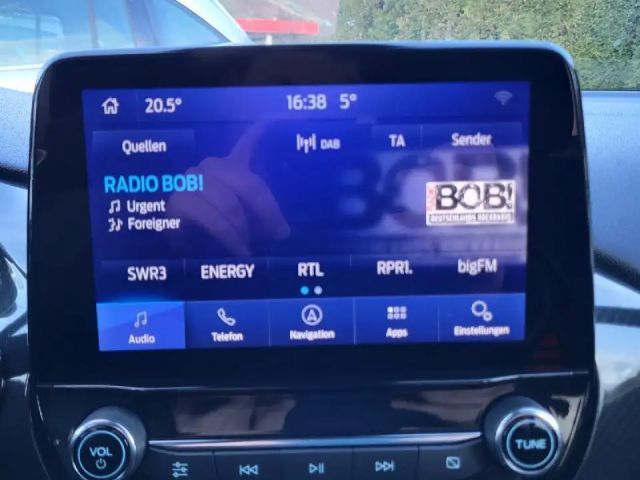 20.5° 16:38 5°
Quellen DAB TA Sender
RADIO BOB!
Urgent
Foreigner
RADIO BOB!
DEUTSCHLANDS ROCKRADIO
SWR3 ENERGY RTL RPR1. bigFM
Audio Telefon Navigation Apps Einstellungen
VOL TUNE